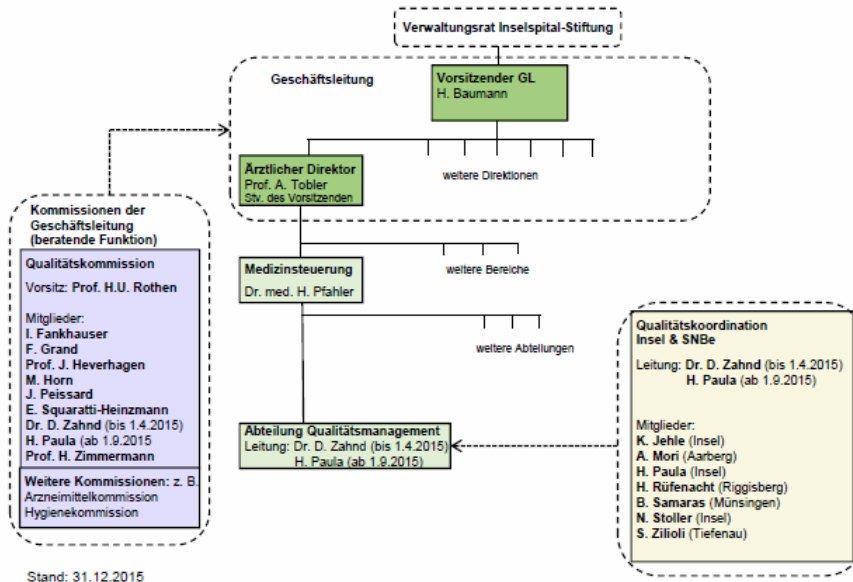 Verwaltungsrat Inselspital-Stiftung
Geschäftsleitung
Vorsitzender GL
H. Baumann
Ärztlicher Direktor
Prof. A. Tobler
Stv. des Vorsitzenden
weitere Direktionen
Kommissionen der
Geschäftsleitung
(beratende Funktion)
Qualitätskommission
Vorsitz: Prof. H.U. Rothen
Mitglieder:
I. Fankhauser
F. Grand
Prof. J. Heverhagen
M. Horn
J. Peissard
E. Squaratti-Heinzmann
Dr. D. Zahnd (bis 1.4.2015)
H. Paula (ab 1.9.2015
Prof. H. Zimmermann
Weitere Kommissionen: z. B.
Arzneimittelkommission
Hygienekommission
Medizinsteuerung
Dr. med. H. Pfahler
weitere Bereiche
weitere Abteilungen
Abteilung Qualitätsmanagement
Leitung: Dr. D. Zahnd (bis 1.4.2015)
H. Paula (ab 1.9.2015)
Qualitätskoordination
Insel & SNBe
Leitung: Dr. D. Zahnd (bis 1.4.2015)
H. Paula (ab 1.9.2015)
Mitglieder:
K. Jehle (Insel)
A. Mori (Aarberg)
H. Paula (Insel)
H. Rüfenacht (Riggisberg)
B. Samaras (Münsingen)
N. Stoller (Insel)
S. Zilioli (Tiefenau)
Stand: 31.12.2015